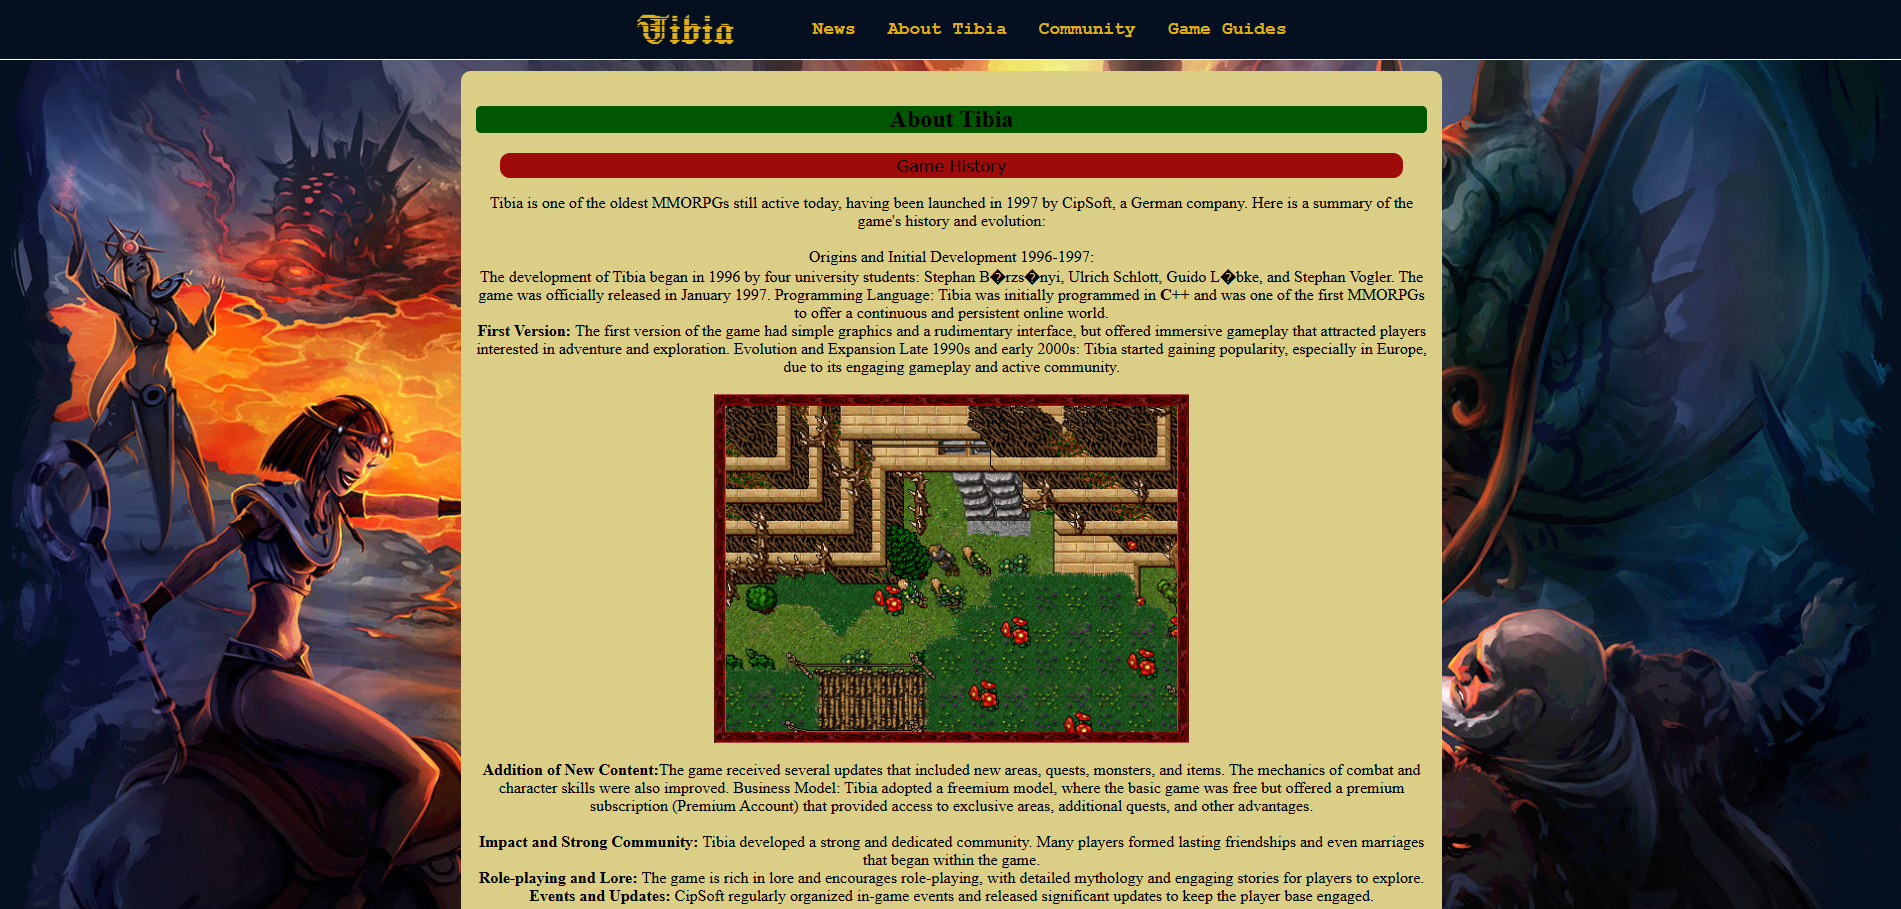 Tibia
News About Tibia Community Game Guides
About Tibia
Game History
Tibia is one of the oldest MMORPGs still active today, having been launched in 1997 by CipSoft, a German company. Here is a summary of the
game's history and evolution:
Origins and Initial Development 1996-1997:
The development of Tibia began in 1996 by four university students: Stephan B�rzs�nyi, Ulrich Schlott, Guido L�bke, and Stephan Vogler. The
game was officially released in January 1997. Programming Language: Tibia was initially programmed in C++ and was one of the first MMORPGs
to offer a continuous and persistent online world.
First Version: The first version of the game had simple graphics and a rudimentary interface, but offered immersive gameplay that attracted players
interested in adventure and exploration. Evolution and Expansion Late 1990s and early 2000s: Tibia started gaining popularity, especially in Europe,
due to its engaging gameplay and active community.
Addition of New Content:The game received several updates that included new areas, quests, monsters, and items. The mechanics of combat and
character skills were also improved. Business Model: Tibia adopted a freemium model, where the basic game was free but offered a premium
subscription (Premium Account) that provided access to exclusive areas, additional quests, and other advantages.
Impact and Strong Community: Tibia developed a strong and dedicated community. Many players formed lasting friendships and even marriages
that began within the game.
Role-playing and Lore: The game is rich in lore and encourages role-playing, with detailed mythology and engaging stories for players to explore.
Events and Updates: CipSoft regularly organized in-game events and released significant updates to keep the player base engaged.